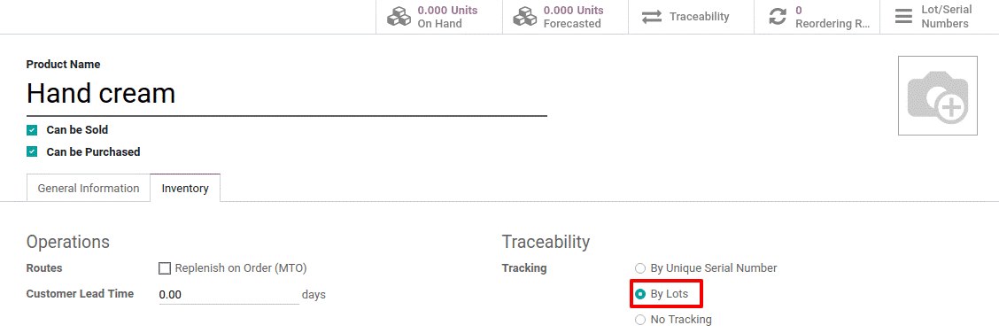 0.000 Units
On Hand
0.000 Units
Forecasted
Traceability
0
Reordering R...
Lot/Serial
Numbers
Product Name
Hand cream
Can be Sold
Can be Purchased
General Information
Inventory
Operations
Routes
Replenish on Order (MTO)
Customer Lead Time
0.00
days
Traceability
Tracking
By Unique Serial Number
By Lots
No Tracking